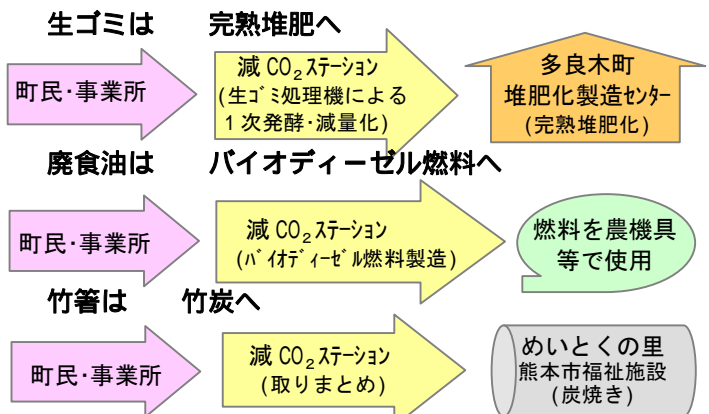 生ゴミは 完熟堆肥へ
町民･事業所
減 CO₂ｽﾃｰｼｮﾝ
(生ｺﾞﾐ処理機による
１次発酵･減量化)
多良木町
堆肥化製造ｾﾝﾀｰ
(完熟堆肥化)
廃食油は バイオディーゼル燃料へ
町民･事業所
減 CO₂ｽﾃｰｼｮﾝ
(ﾊﾞｲｵﾃﾞｨｰｾﾞﾙ燃料製造)
燃料を農機具
等で使用
竹箸は 竹炭へ
町民･事業所
減 CO₂ｽﾃｰｼｮﾝ
(取りまとめ)
めいとくの里
熊本市福祉施設
(炭焼き)